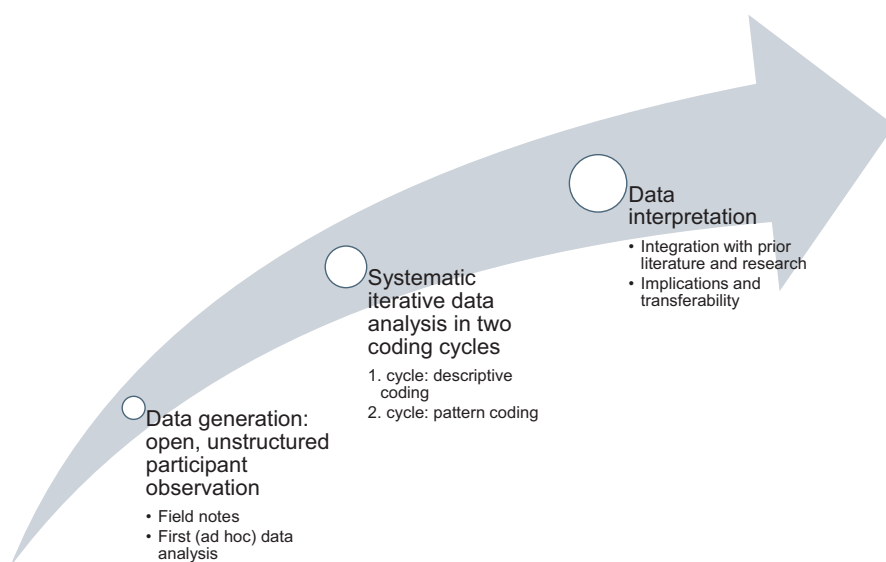 Data
interpretation
• Integration with prior
literature and research
• Implications and
transferability
Systematic
iterative data
analysis in two
coding cycles
1. cycle: descriptive
coding
2. cycle: pattern coding
Data generation:
open, unstructured
participant
observation
• Field notes
• First (ad hoc) data
analysis